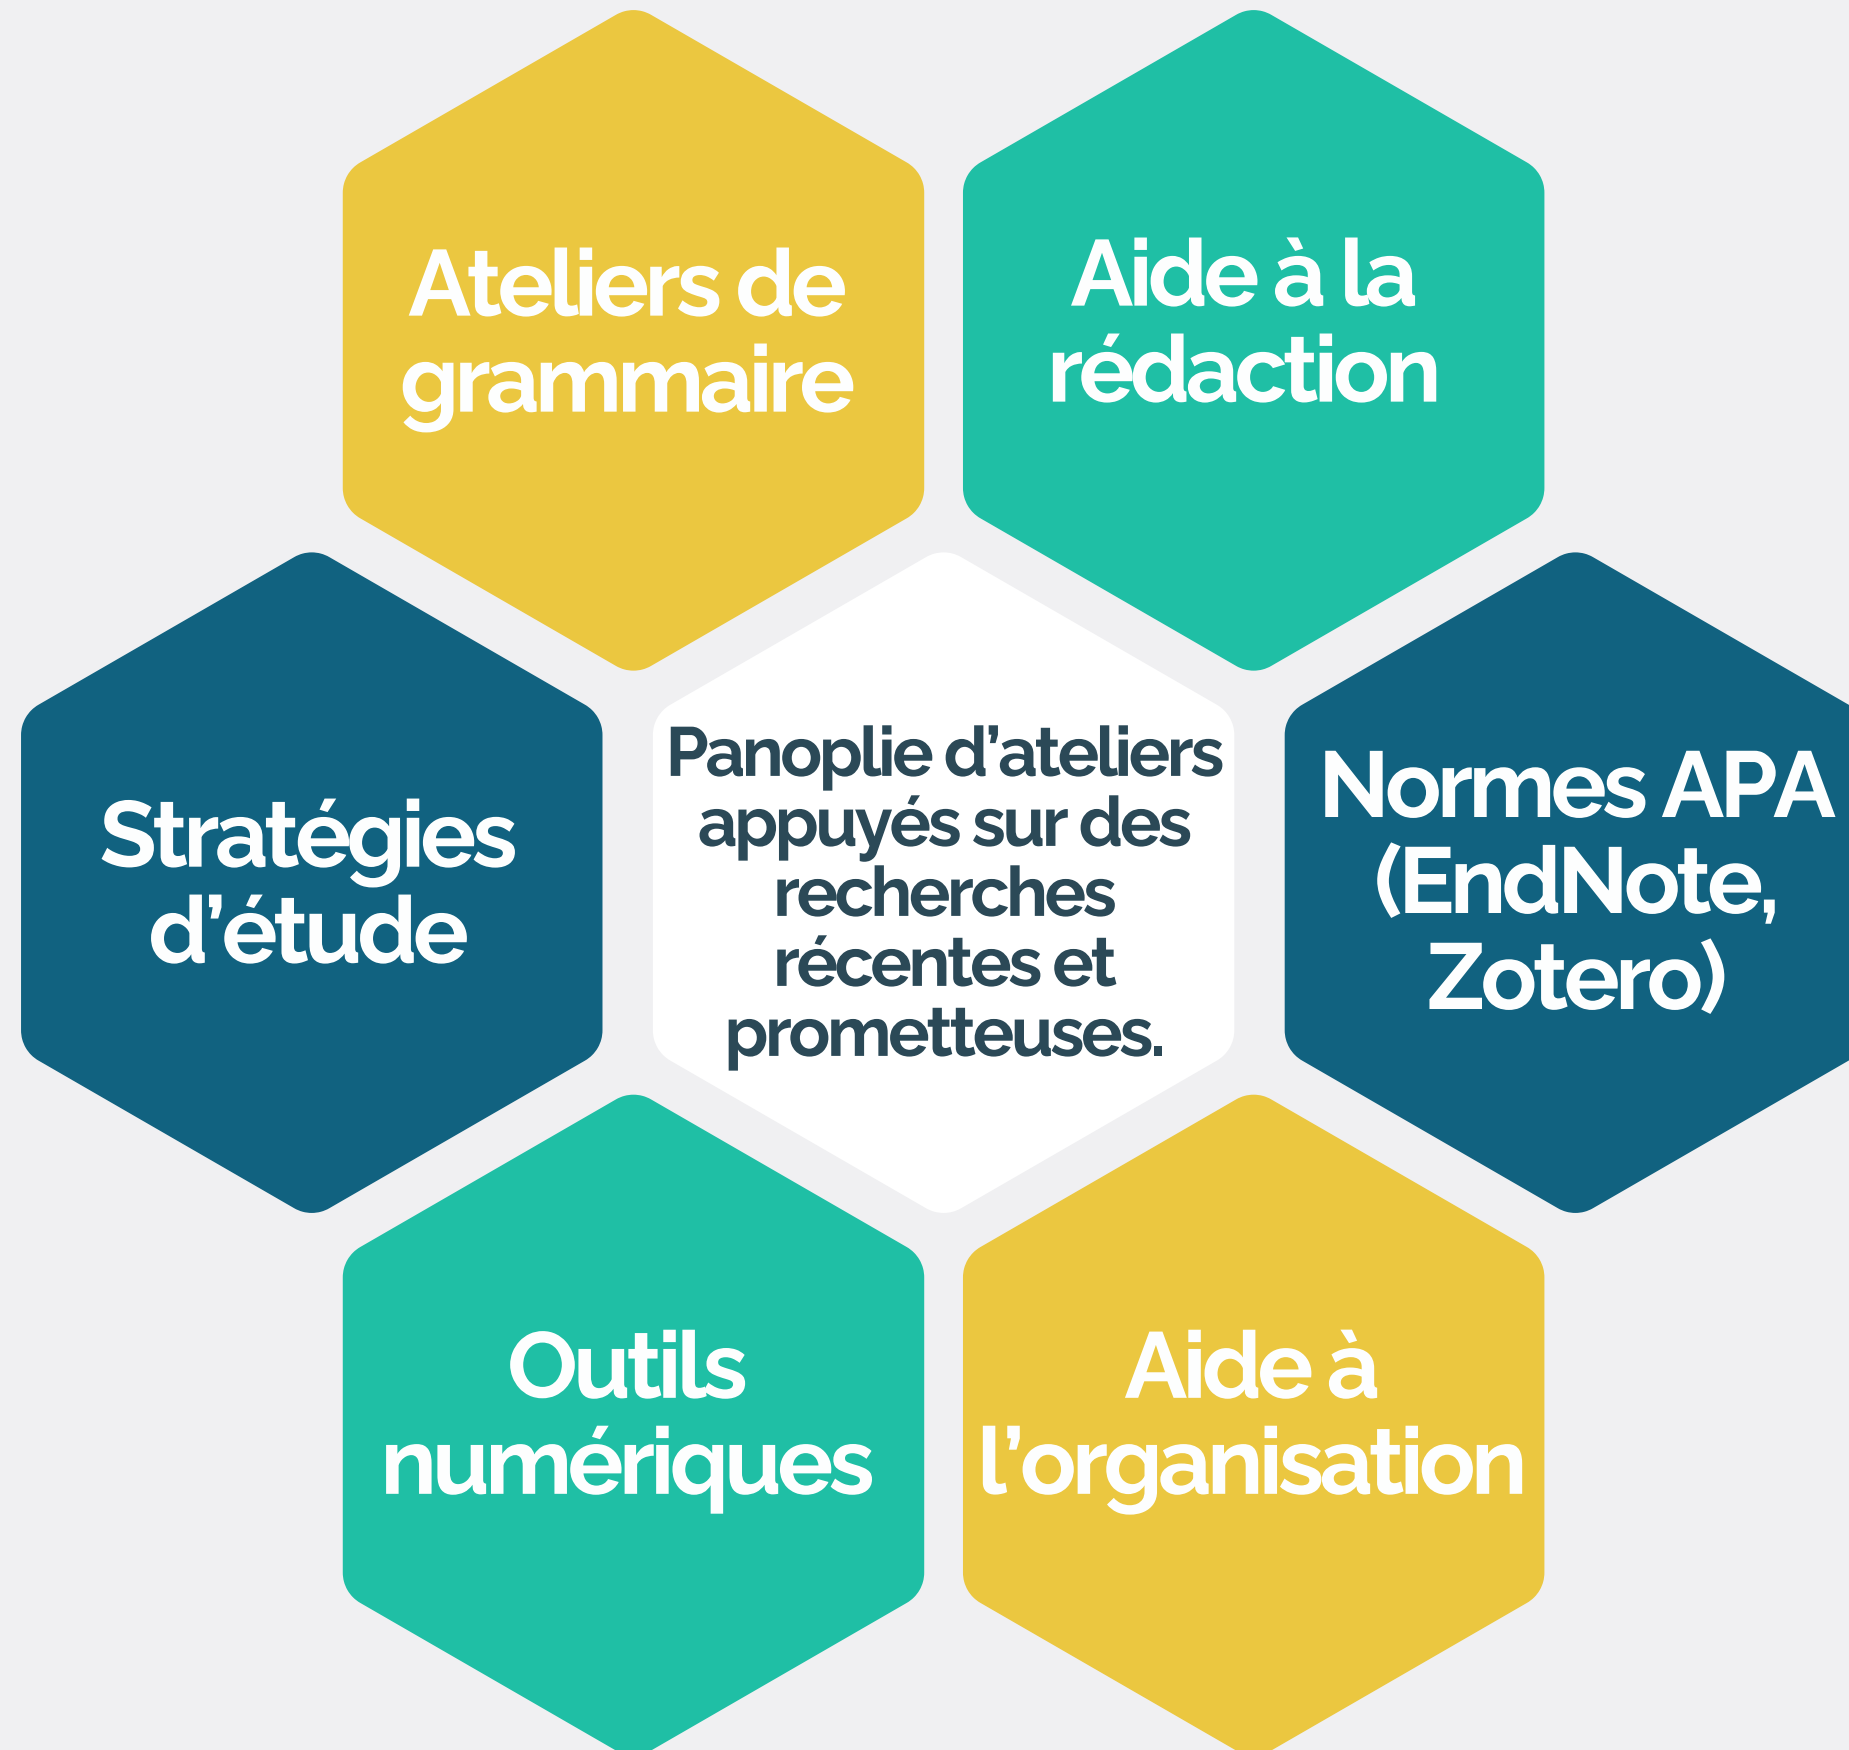 Ateliers de
grammaire
Aide à la
rédaction
Stratégies
d'étude
Panoplie d'ateliers
appuyés sur des
recherches
récentes et
prometteuses.
Normes APA
(EndNote,
Zotero)
Outils
numériques
Aide à
l'organisation